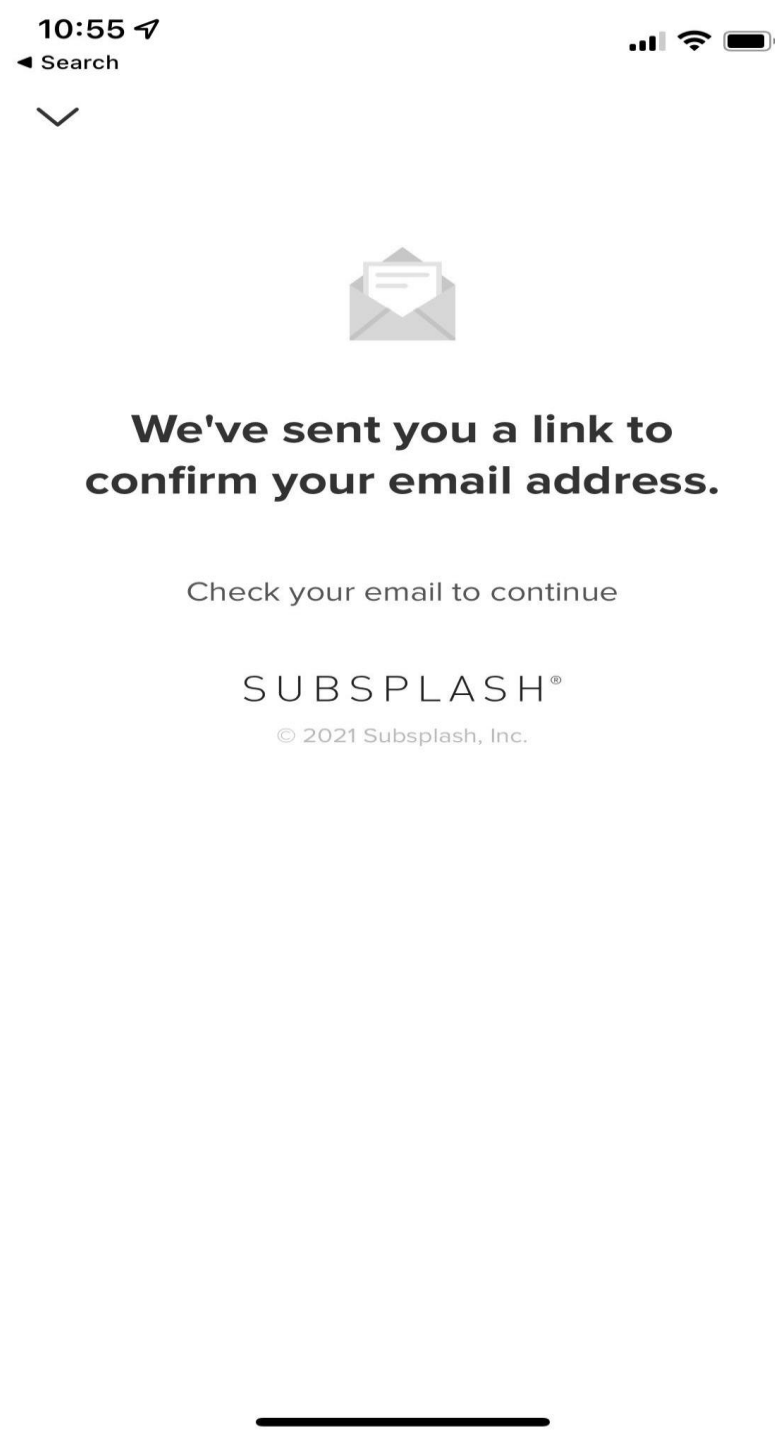 10:55
◀ Search
We've sent you a link to
confirm your email address.
Check your email to continue
SUBSPLASH®
© 2021 Subsplash, Inc.